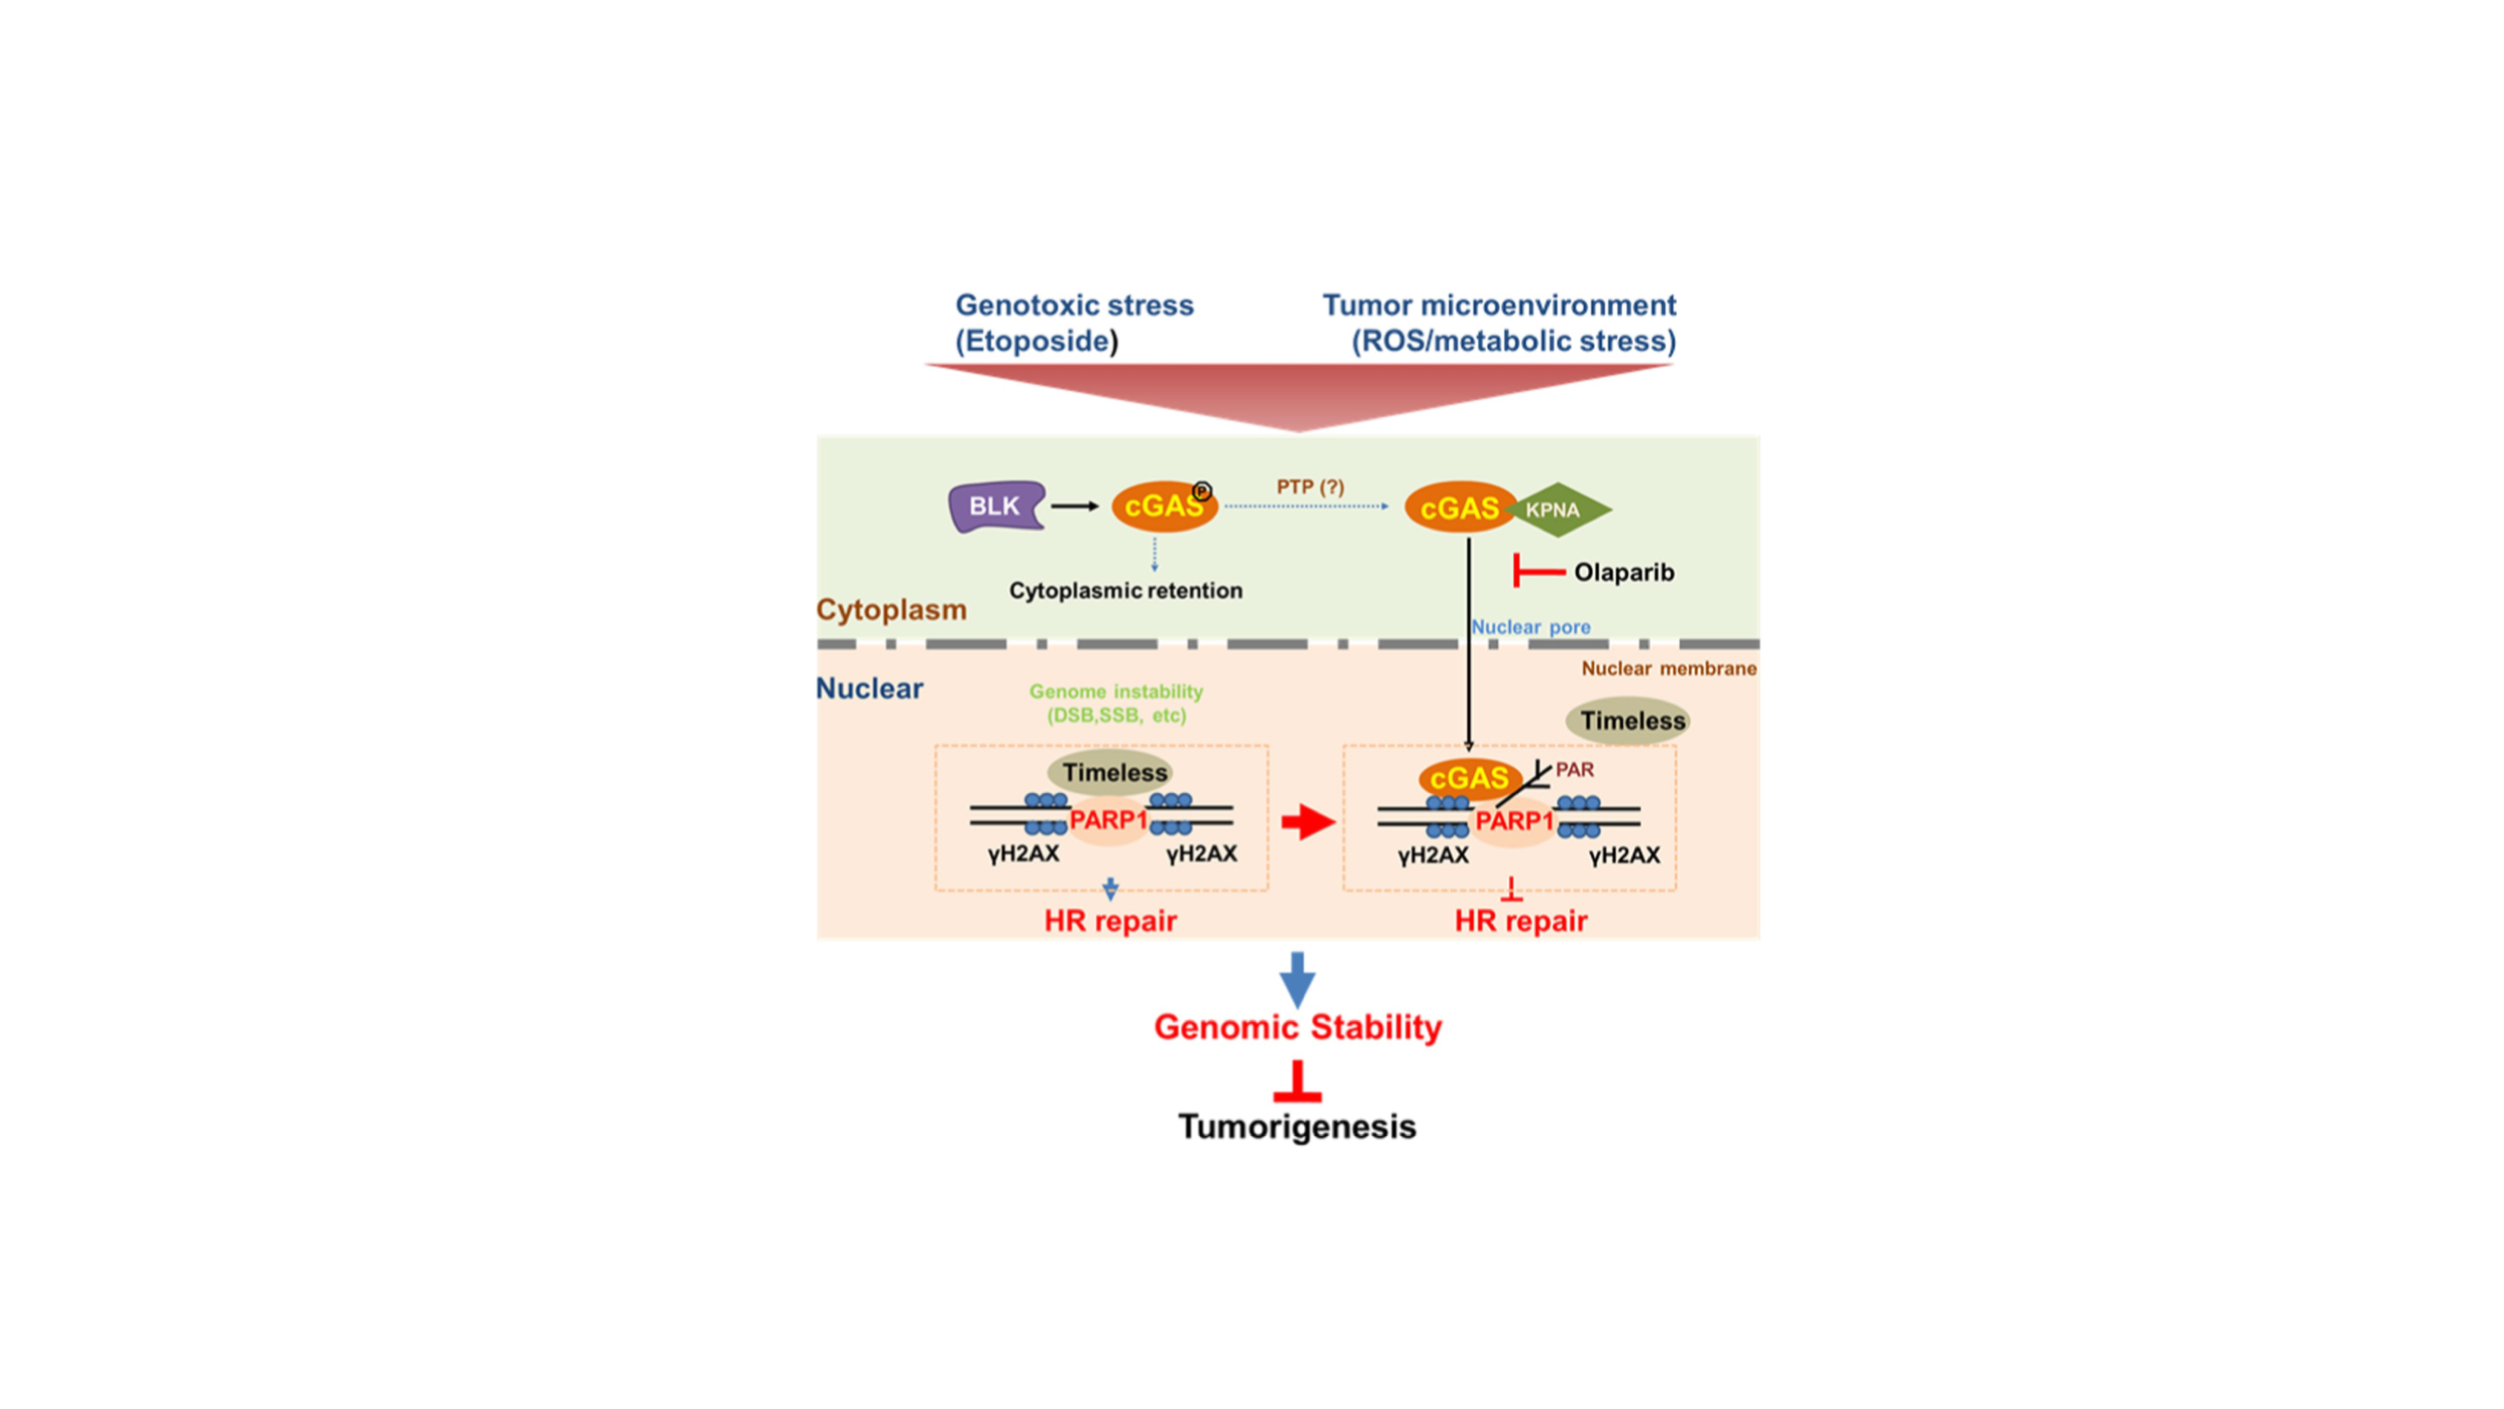 Genotoxic stress
(Etoposide)
Tumor microenvironment
(ROS/metabolic stress)
BLK
cGAS
P
PTP (?)
cGAS
KPNA
Cytoplasmic retention
Olaparib
Cytoplasm
Nuclear pore
Nuclear membrane
Nuclear
Genome instability
(DSB,SSB, etc)
Timeless
Timeless
cGAS
PAR
PARP1
PARP1
γH2AX
γH2AX
γH2AX
γH2AX
HR repair
HR repair
Genomic Stability
Tumorigenesis